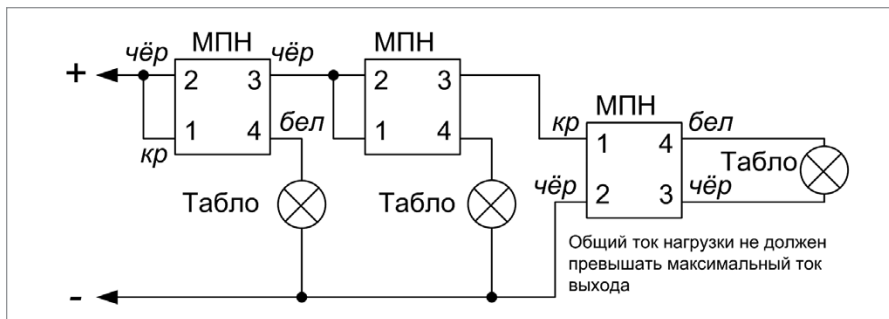 МПН
МПН
чёр
чёр
+
2 3
2 3
МПН
1 4
бел
1 4
кр
бел
кр
1 4
Табло
Табло
Табло
чёр
2 3
чёр
Общий ток нагрузки не должен
превышать максимальный ток
выхода
-